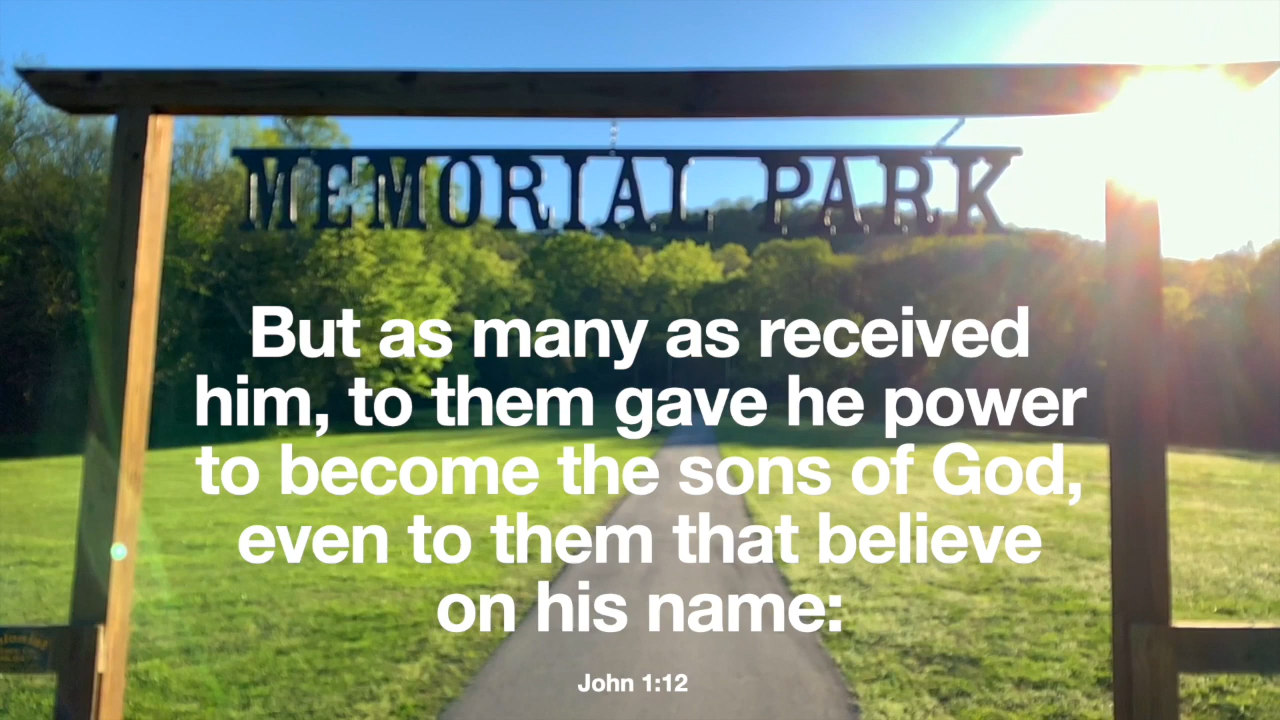 MEMORIAL PARK
But as many as received
him, to them gave he power
to become the sons of God,
even to them that believe
on his name:
John 1:12